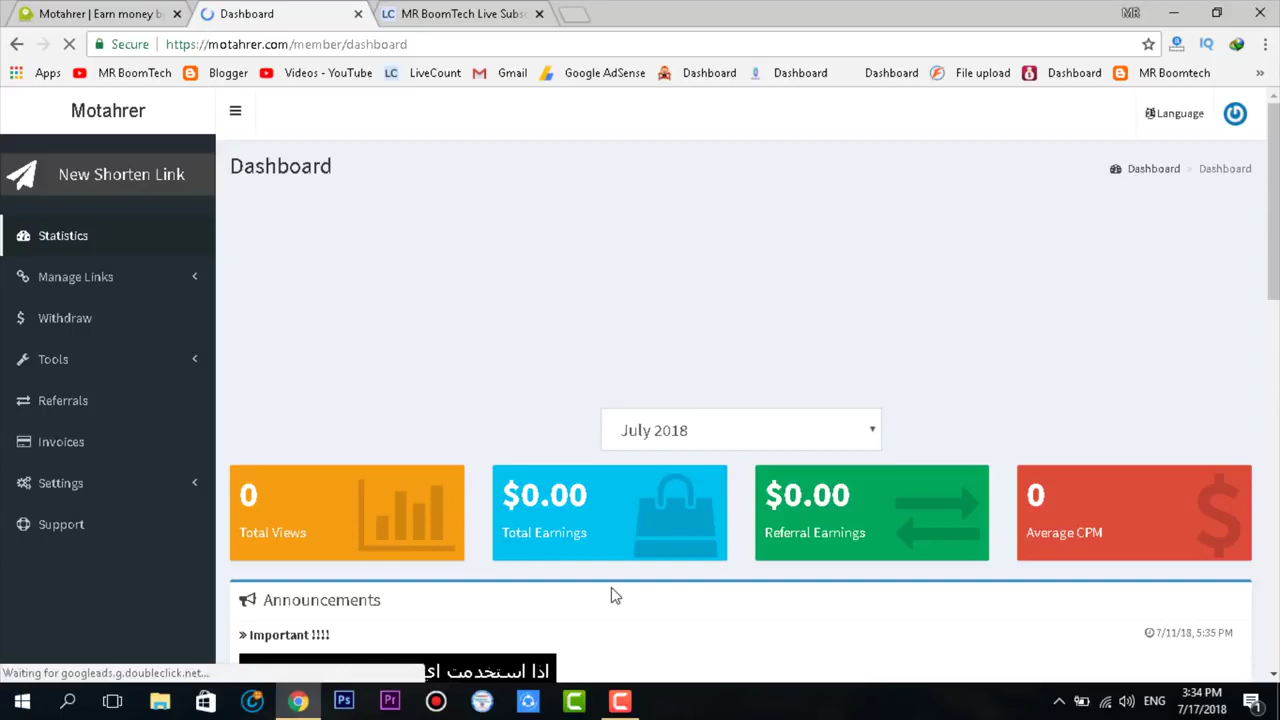 Motahrer | Earn money b
Dashboard
MR BoomTech Live Subs
MR
Secure
https://motahrer.com/member/dashboard
Apps
MR BoomTech
Blogger
Videos - YouTube
LiveCount
Gmail
Google AdSense
Dashboard
Dashboard
Dashboard
File upload
Dashboard
MR Boomtech
Motahrer
Language
New Shorten Link
Dashboard
Dashboard > Dashboard
Statistics
Manage Links
Withdraw
Tools
Referrals
Invoices
Settings
Support
July 2018
0
Total Views
$0.00
Total Earnings
$0.00
Referral Earnings
0
Average CPM
Announcements
» Important !!!!
7/11/18, 5:35 PM
اذا استخدمت اي
Waiting for googleads.g.doubleclick.net...
ENG
3:34 PM
7/17/2018